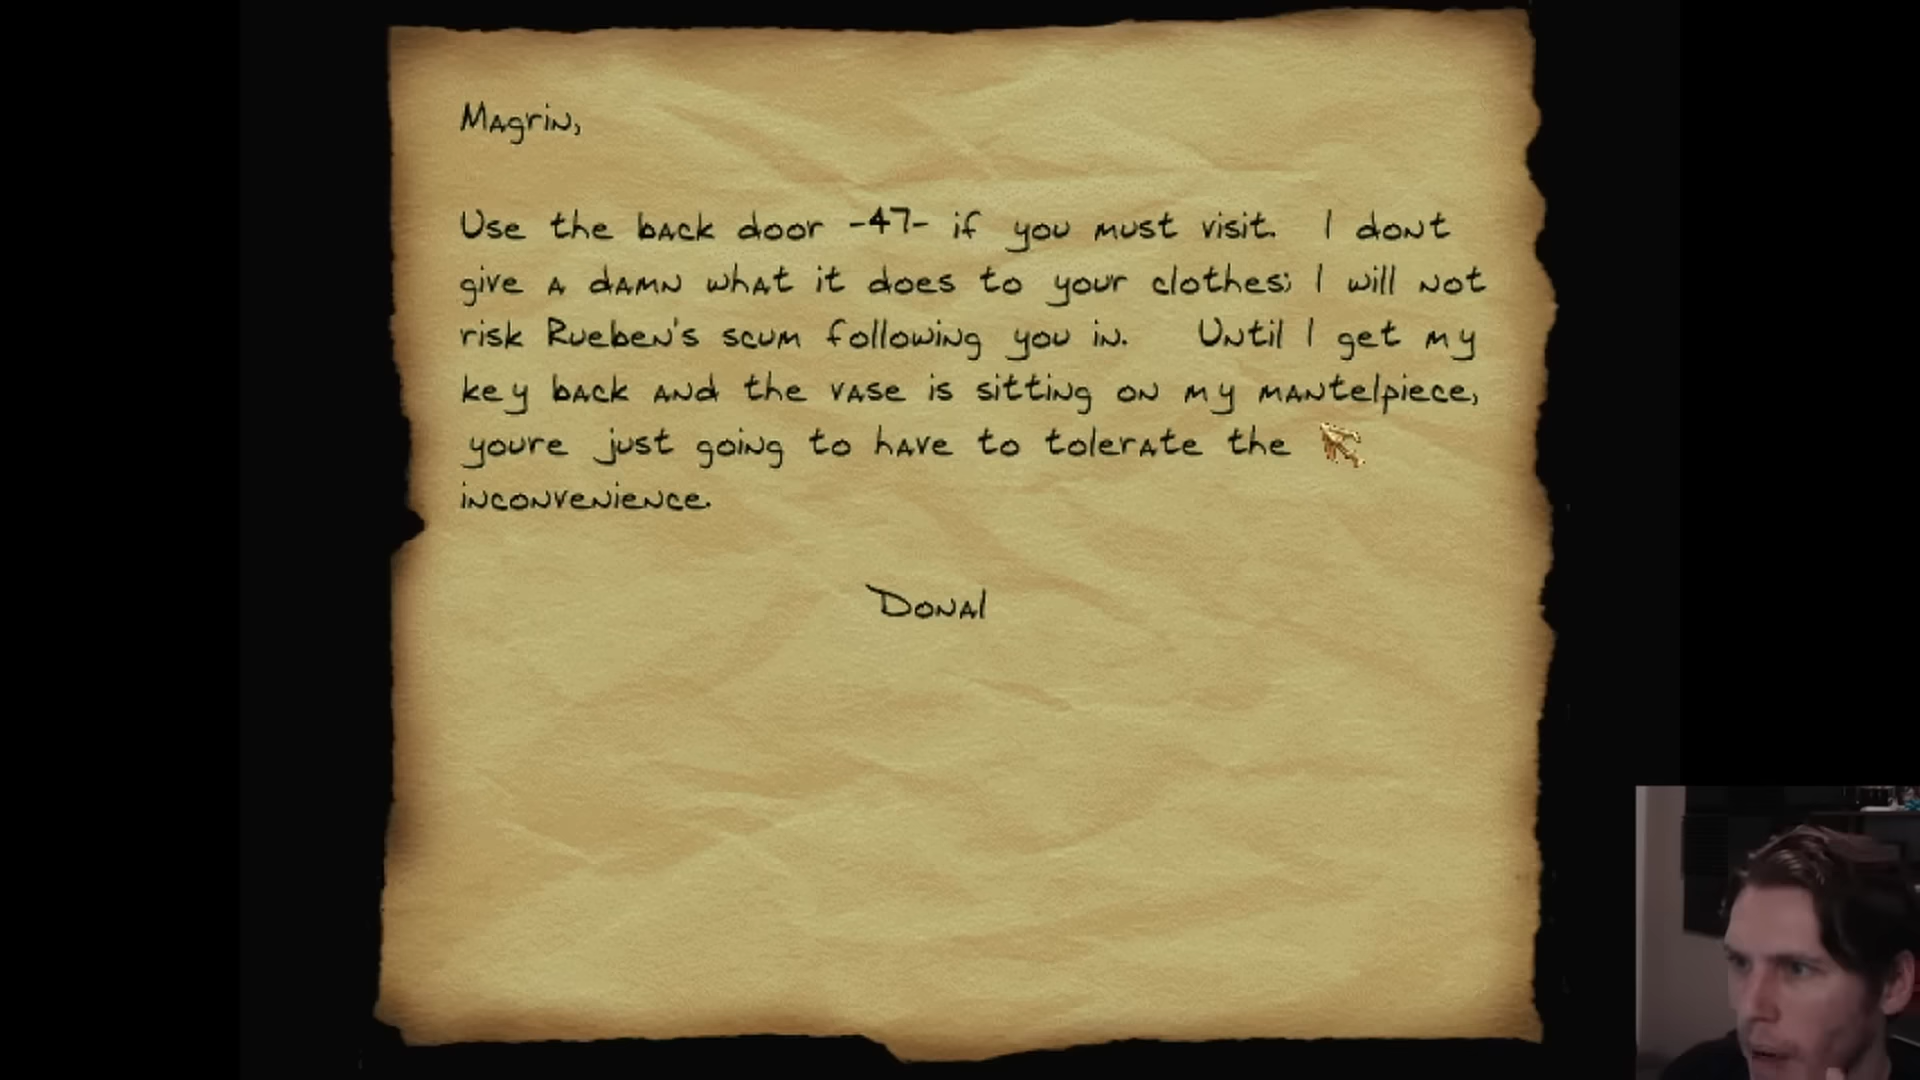 Magrin,
Use the back door -47- if you must visit. I dont
give a damn what it does to your clothes; I will not
risk Rueben's scum following you in. Until I get my
key back and the vase is sitting on my mantelpiece,
youre just going to have to tolerate the
inconvenience.
Donal